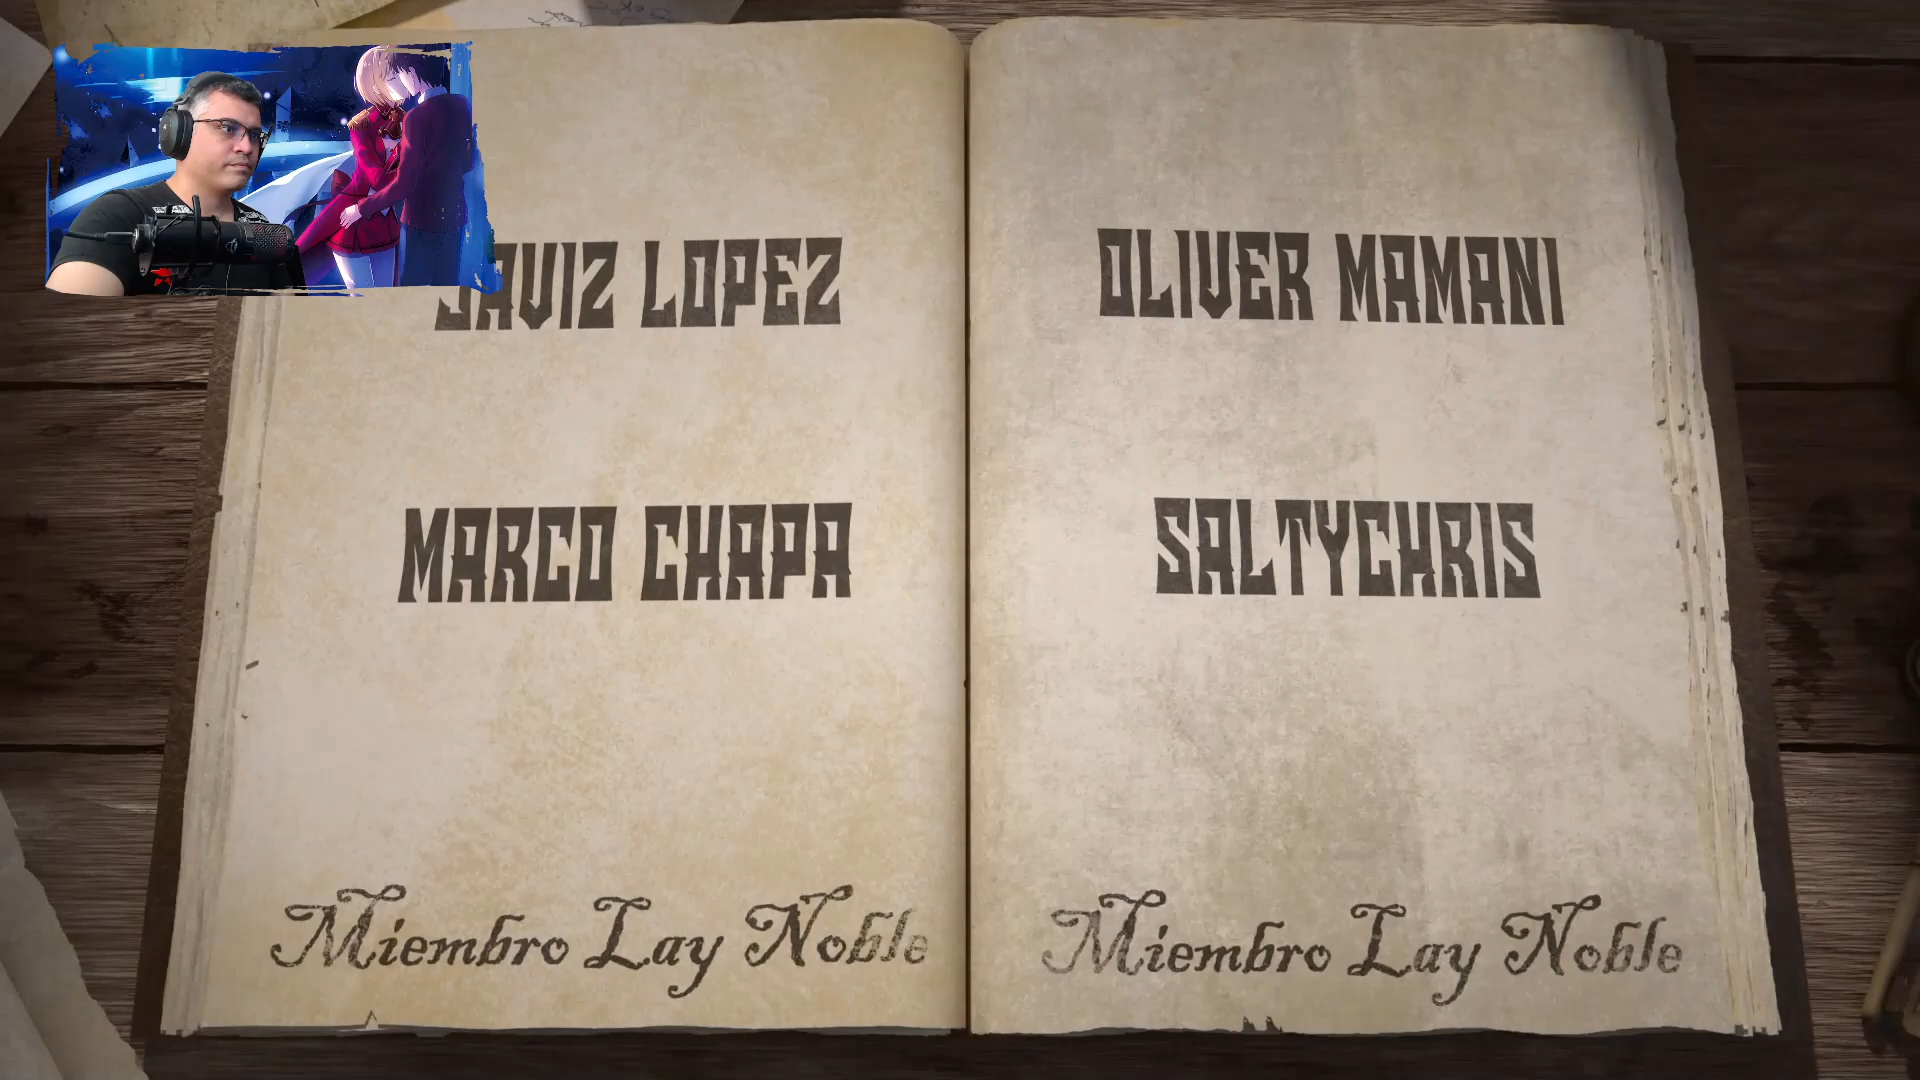 JAVIZ LOPEZ
MARCO CHAPA
Miembro Lay Noble
OLIVER MAMANI
SALTYCHRIS
Miembro Lay Noble